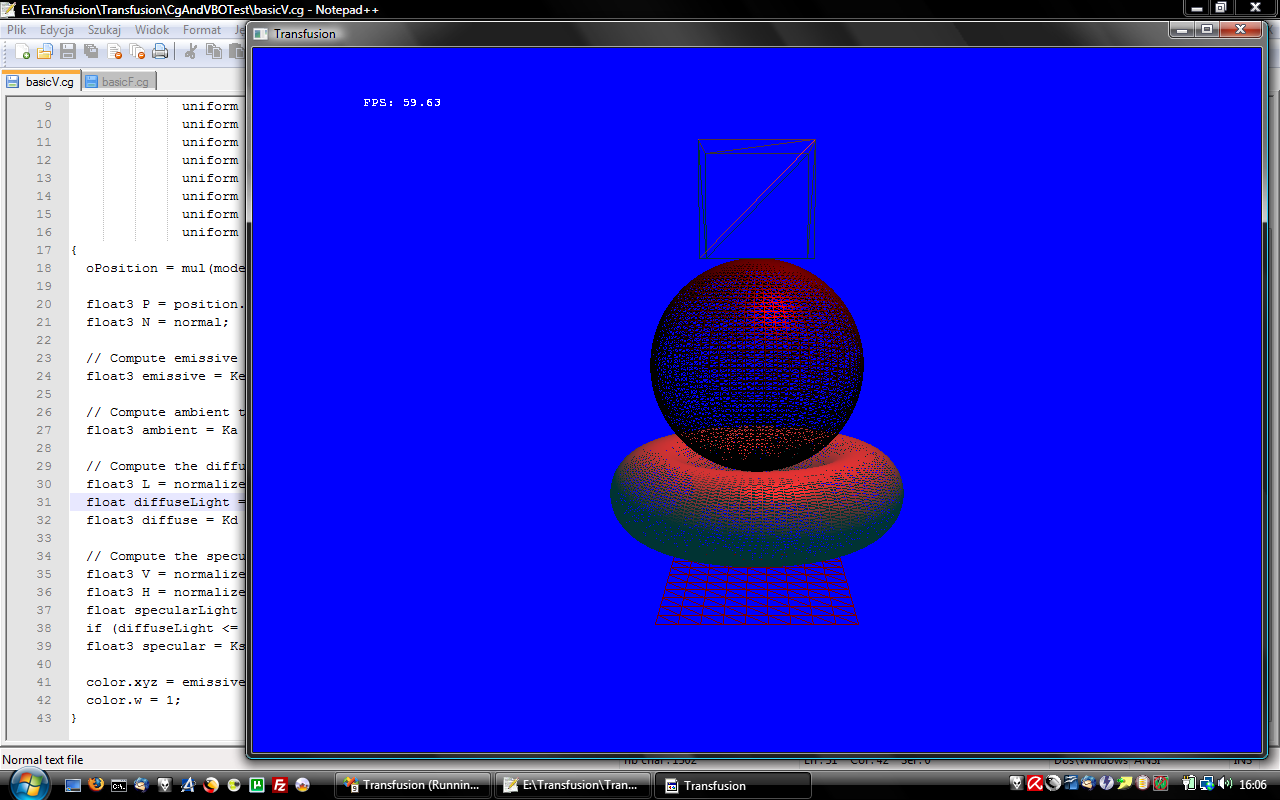 E:\Transfusion\Transfusion\CgAndVBOTest\basicV.cg - Notepad++
Plik Edycja Szukaj Widok Format
Transfusion
basicV.cg basicF.cg
FPS: 59.63
9 uniform
10 uniform
11 uniform
12 uniform
13 uniform
14 uniform
15 uniform
16 uniform
17 {
18 oPosition = mul(mode
19
20 float3 P = position.
21 float3 N = normal;
22
23 // Compute emissive
24 float3 emissive = Ke
25
26 // Compute ambient t
27 float3 ambient = Ka
28
29 // Compute the diffu
30 float3 L = normalize
31 float diffuseLight =
32 float3 diffuse = Kd
33
34 // Compute the specu
35 float3 V = normalize
36 float3 H = normalize
37 float specularLight
38 if (diffuseLight <=
39 float3 specular = Ks
40
41 color.xyz = emissive
42 color.w = 1;
43 }
Normal text file
Transfusion (Runnin... E:\Transfusion\Tran... Transfusion 16:06